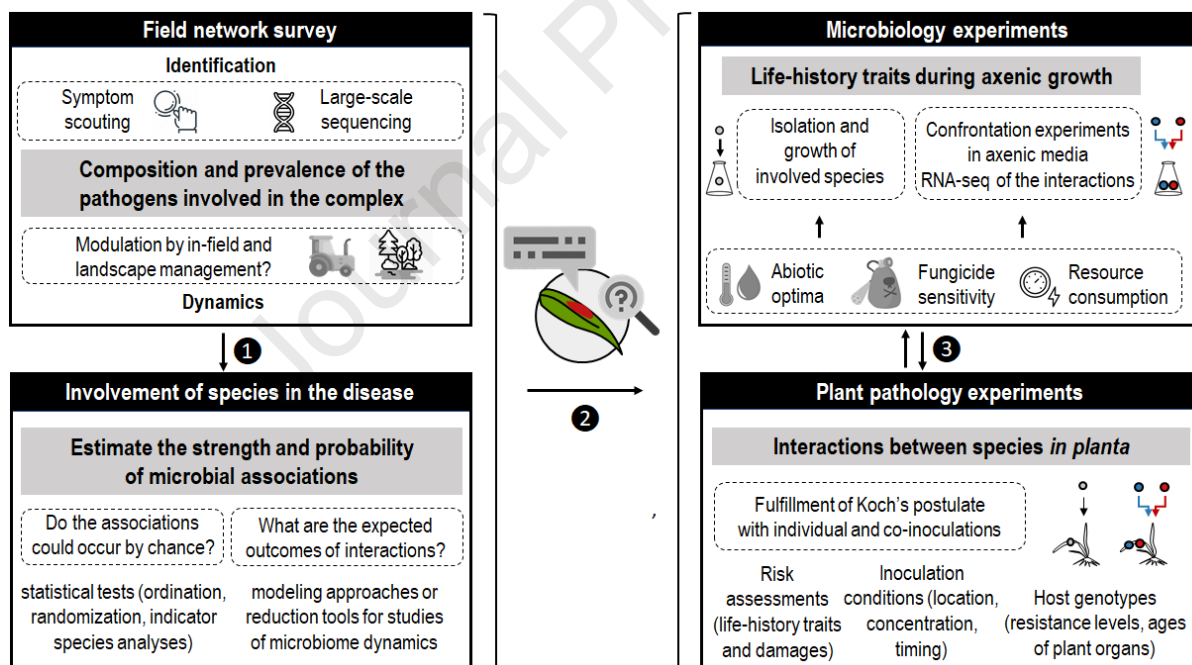 Field network survey
Identification
Symptom
scouting
Large-scale
sequencing
Composition and prevalence of the
pathogens involved in the complex
Modulation by in-field and
landscape management?
Dynamics
1
Involvement of species in the disease
Estimate the strength and probability
of microbial associations
Do the associations
could occur by chance?
What are the expected
outcomes of interactions?
statistical tests (ordination,
randomization, indicator
species analyses)
modeling approaches or
reduction tools for studies
of microbiome dynamics
Journal Pr
?
2
,
Microbiology experiments
Life-history traits during axenic growth
Isolation and
growth of
involved species
Confrontation experiments
in axenic media
RNA-seq of the interactions
Abiotic
optima
Fungicide
sensitivity
Resource
consumption
3
Plant pathology experiments
Interactions between species in planta
Fulfillment of Koch's postulate
with individual and co-inoculations
Risk
assessments
(life-history traits
and damages)
Inoculation
conditions (location,
concentration,
timing)
Host genotypes
(resistance levels, ages
of plant organs)